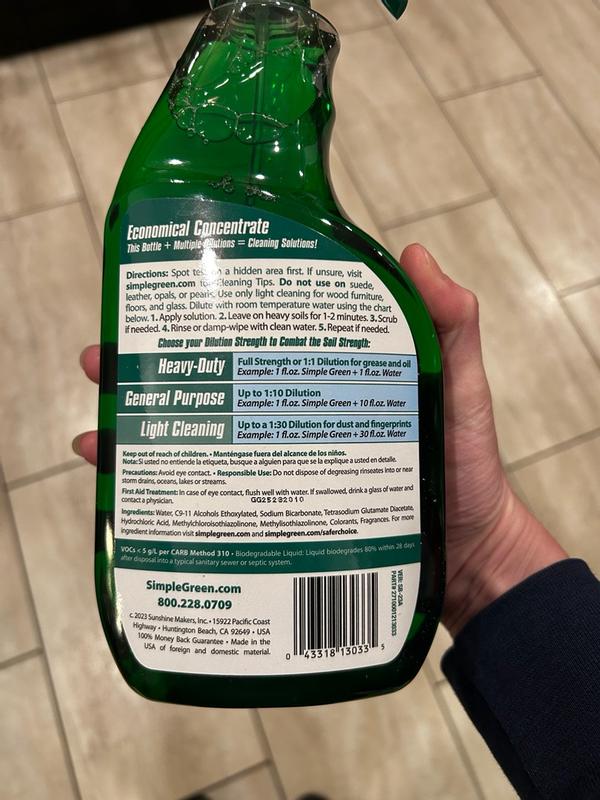 Economical Concentrate
This Bottle + Multiple Dilutions = Cleaning Solutions!
Directions: Spot test on a hidden area first. If unsure, visit
simplegreen.com for Cleaning Tips. Do not use on suede,
leather, opals, or pearls. Use only light cleaning for wood furniture,
floors, and glass. Dilute with room temperature water using the chart
below. 1. Apply solution. 2. Leave on heavy soils for 1-2 minutes. 3. Scrub
if needed. 4. Rinse or damp-wipe with clean water. 5. Repeat if needed.
Choose your Dilution Strength to Combat the Soil Strength:
Heavy-Duty
Full Strength or 1:1 Dilution for grease and oil
Example: 1 fl.oz. Simple Green + 1 fl.oz. Water
General Purpose
Up to 1:10 Dilution
Example: 1 fl.oz. Simple Green + 10 fl.oz. Water
Light Cleaning
Up to a 1:30 Dilution for dust and fingerprints
Example: 1 fl.oz. Simple Green + 30 fl.oz. Water
Keep out of reach of children. • Manténgase fuera del alcance de los niños.
Nota: Si usted no entiende la etiqueta, busque a alguien para que se la explique a usted en detalle.
Precautions: Avoid eye contact. • Responsible Use: Do not dispose of degreasing rinseates into or near
storm drains, oceans, lakes or streams.
First Aid Treatment: In case of eye contact, flush well with water. If swallowed, drink a glass of water and
contact a physician.
GG25232010
Ingredients: Water, C9-11 Alcohols Ethoxylated, Sodium Bicarbonate, Tetrasodium Glutamate Diacetate,
Hydrochloric Acid, Methylchloroisothiazolinone, Methylisothiazolinone, Colorants, Fragrances. For more
ingredient information visit simplegreen.com and simplegreen.com/saferchoice.
VOCs < 5 g/L per CARB Method 310 • Biodegradable Liquid: Liquid biodegrades 80% within 28 days
after disposal into a typical sanitary sewer or septic system.
SimpleGreen.com
800.228.0709
c. 2023 Sunshine Makers, Inc. • 15922 Pacific Coast
Highway • Huntington Beach, CA 92649 • USA
100% Money Back Guarantee • Made in the
USA of foreign and domestic material.
0 43318 13033 5
VER: SB-23A
PART# 2710001213033